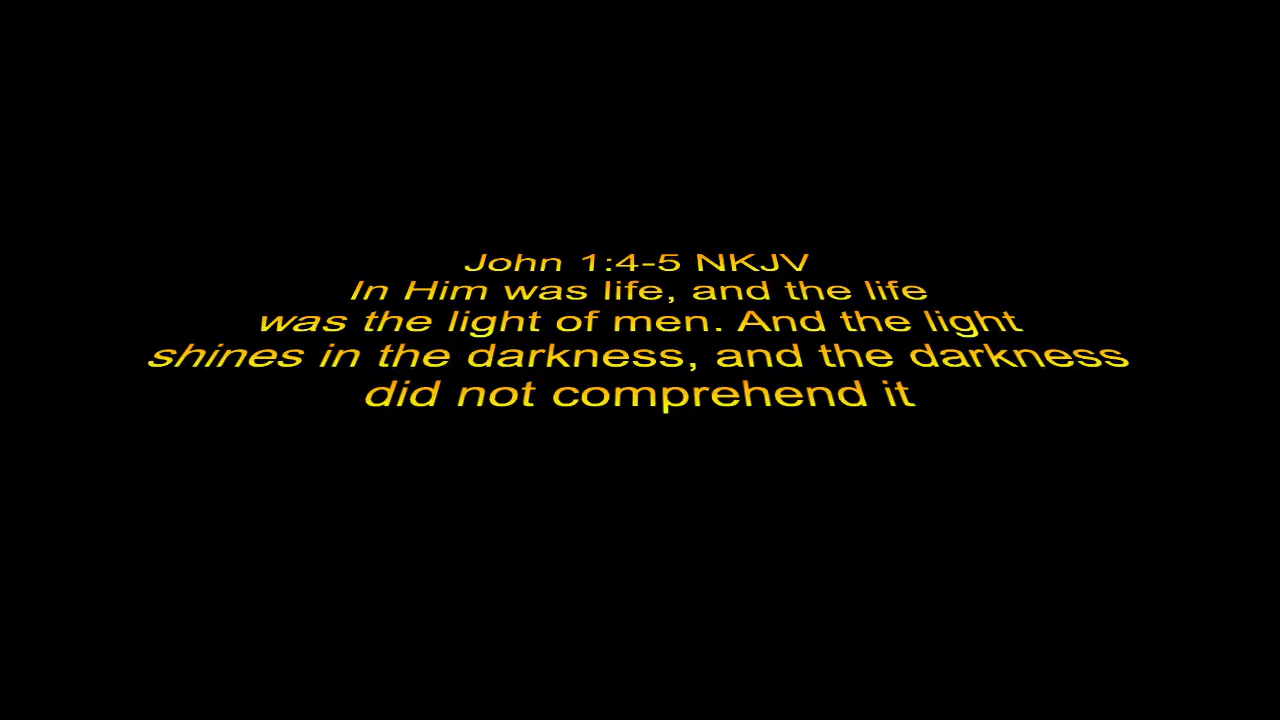 John 1:4-5 NKJV
In Him was life, and the life
was the light of men. And the light
shines in the darkness, and the darkness
did not comprehend it